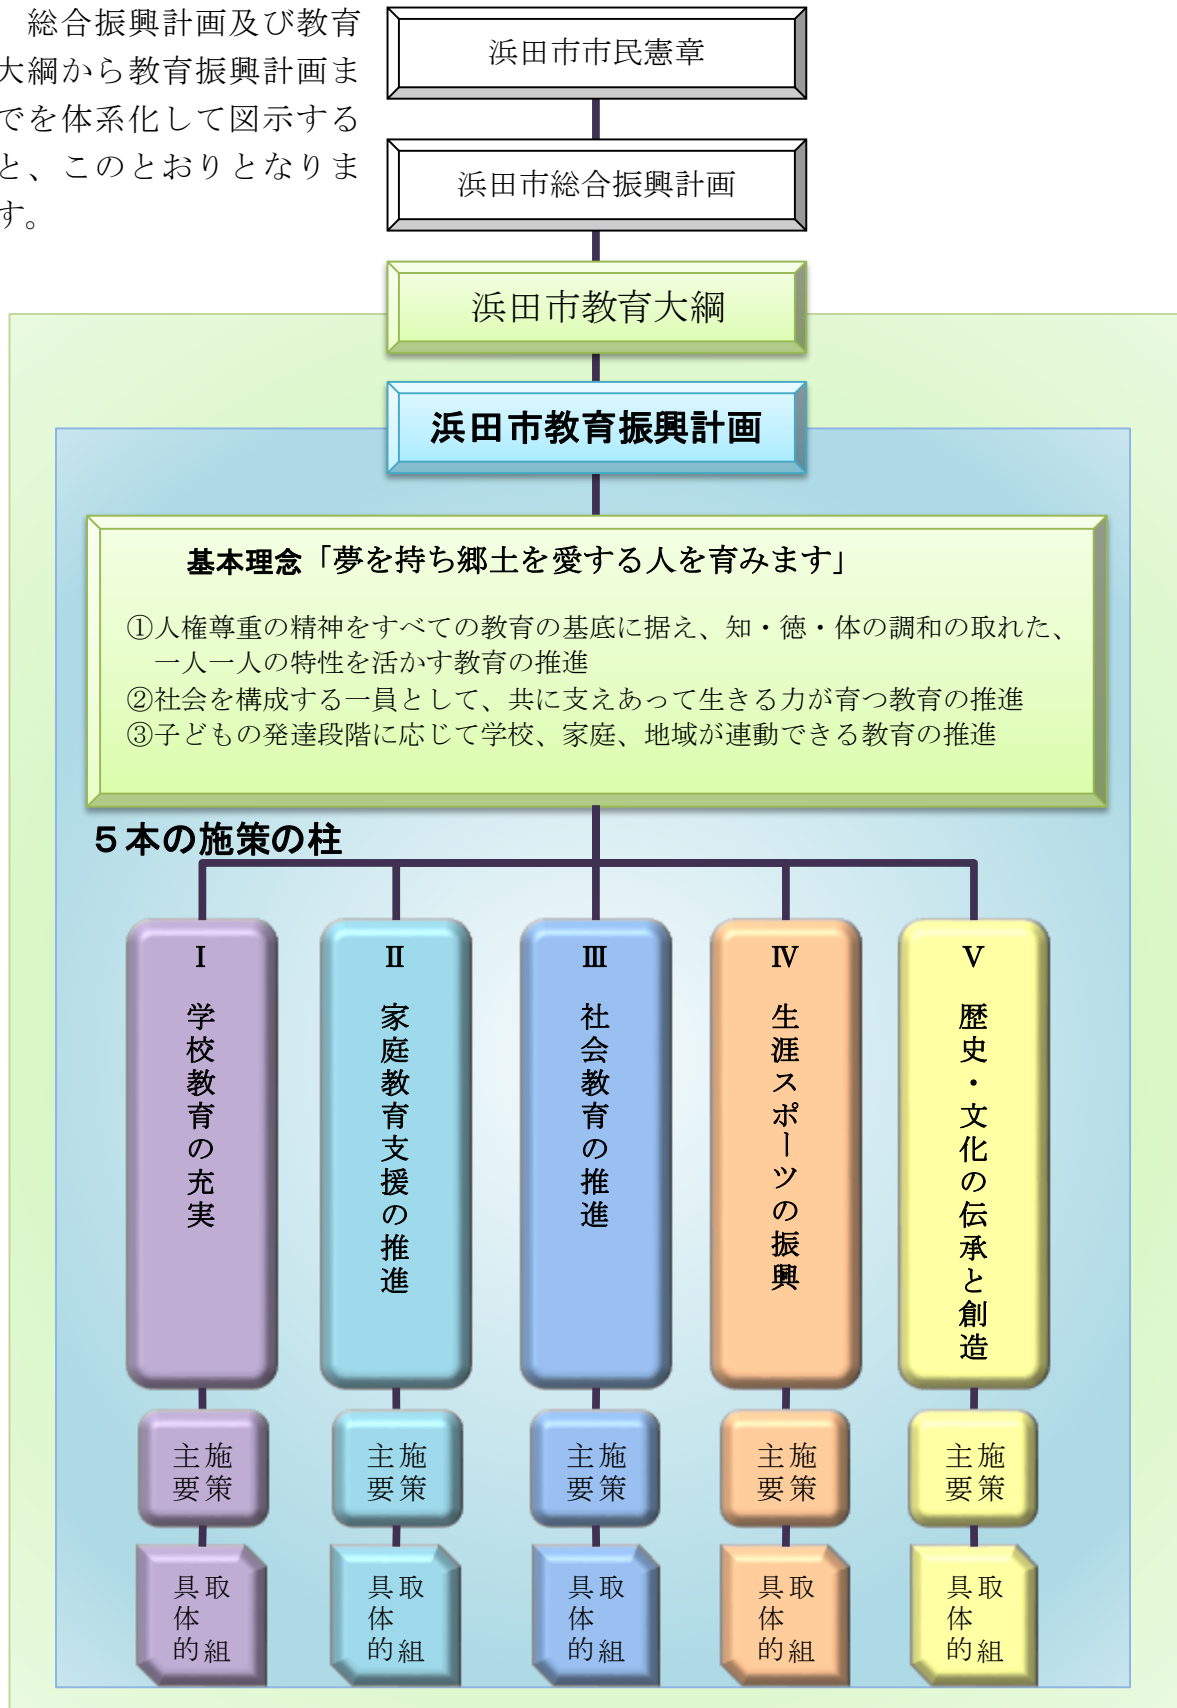 総合振興計画及び教育
大綱から教育振興計画ま
でを体系化して図示する
と、このとおりとなりま
す。
浜田市市民憲章
浜田市総合振興計画
浜田市教育大綱
浜田市教育振興計画
基本理念「夢を持ち郷土を愛する人を育みます」
①人権尊重の精神をすべての教育の基底に据え、知・徳・体の調和の取れた、
一人一人の特性を活かす教育の推進
②社会を構成する一員として、共に支えあって生きる力が育つ教育の推進
③子どもの発達段階に応じて学校、家庭、地域が連動できる教育の推進
５本の施策の柱
Ⅰ 学校教育の充実
Ⅱ 家庭教育支援の推進
Ⅲ 社会教育の推進
Ⅳ 生涯スポーツの振興
Ⅴ 歴史・文化の伝承と創造
主要
施策
主要
施策
主要
施策
主要
施策
主要
施策
具体的
取組
具体的
取組
具体的
取組
具体的
取組
具体的
取組